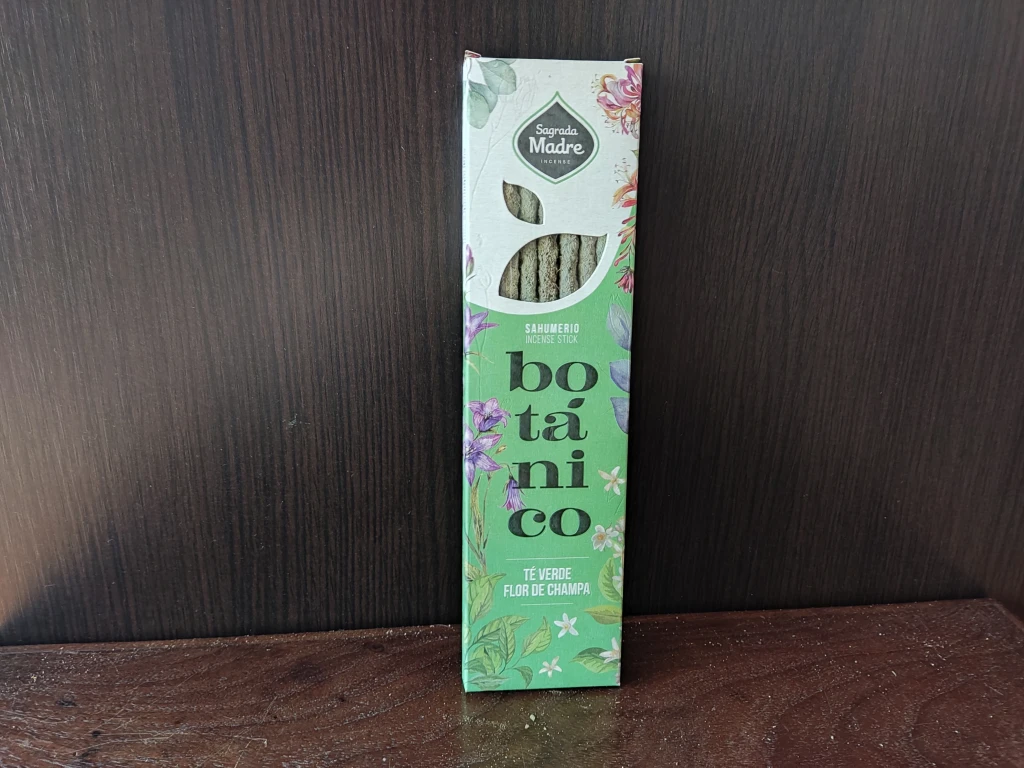 Sagrada
Madre
INCENSE
SAHUMERIO
INCENSE STICK
bo
tá
ni
co
TÉ VERDE
FLOR DE CHAMPA